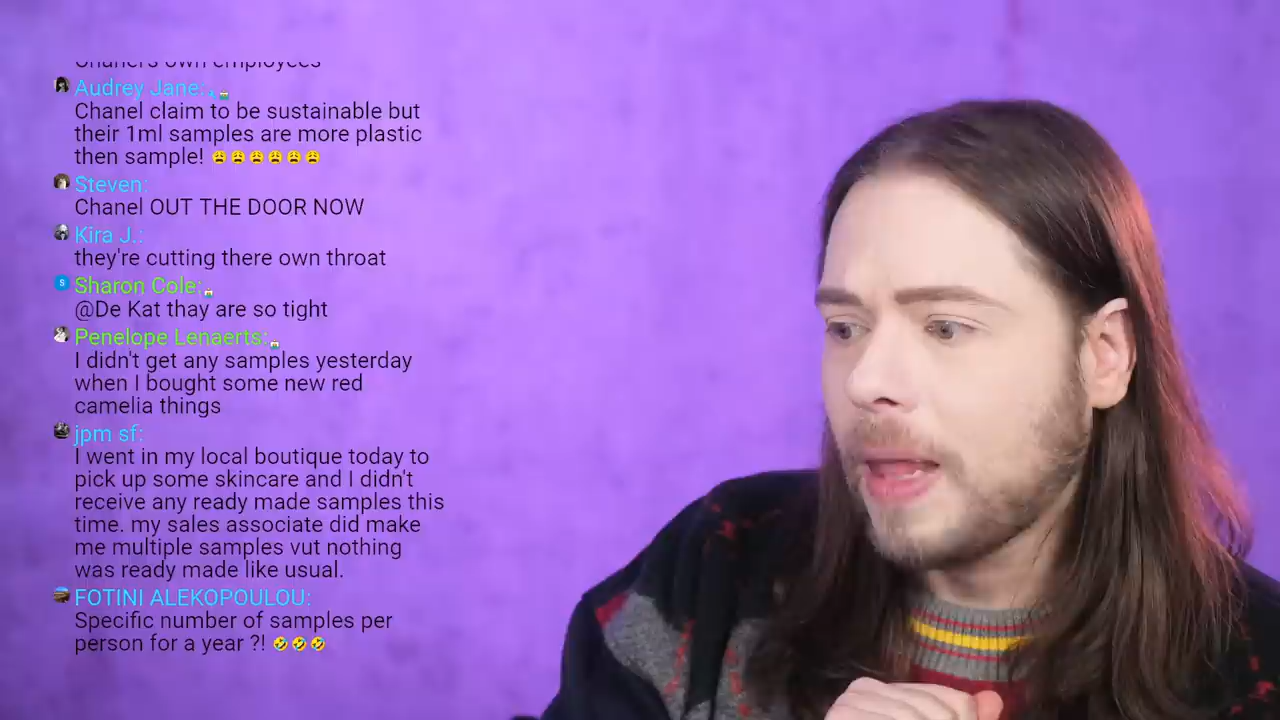 Chanel's own employees
Audrey Jane:
Chanel claim to be sustainable but
their 1ml samples are more plastic
then sample! 😩😩😩😩😩😩
Steven:
Chanel OUT THE DOOR NOW
Kira J.:
they're cutting there own throat
S
Sharon Cole:
@De Kat thay are so tight
Penelope Lenaerts:
I didn't get any samples yesterday
when I bought some new red
camelia things
jpm sf:
I went in my local boutique today to
pick up some skincare and I didn't
receive any ready made samples this
time. my sales associate did make
me multiple samples vut nothing
was ready made like usual.
FOTINI ALEKOPOULOU:
Specific number of samples per
person for a year ?! 🤣🤣🤣